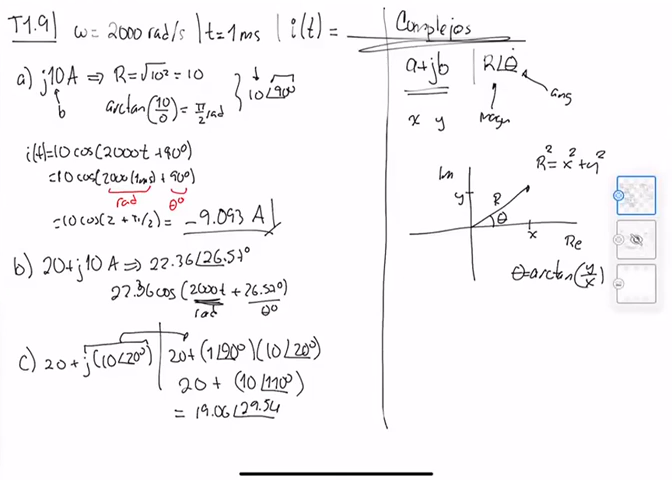 T1.9| ω = 2000 rad/s | t = 1 ms | i(t) = ___
a) j10 A ⇒ R = √10² = 10
b
arctan(10/0) = π/2 rad
10∠90°
i(t) = 10 cos(2000t + 90°)
= 10 cos(2000(1ms) + 90°)
rad θ°
= 10 cos(2 + π/2) = -9.093 A
b) 20 + j10 A ⇒ 22.36∠26.57°
22.36 cos(2000t + 26.57°)
rad θ°
c) 20 + j(10∠20°) | 20 + (1∠90°)(10∠20°)
20 + (10∠110°)
= 19.06∠29.54
Complejos
a + jb | R∠θ
x y magn ang
R² = x² + y²
Im
y R
θ
x Re
θ = arctan(y/x)